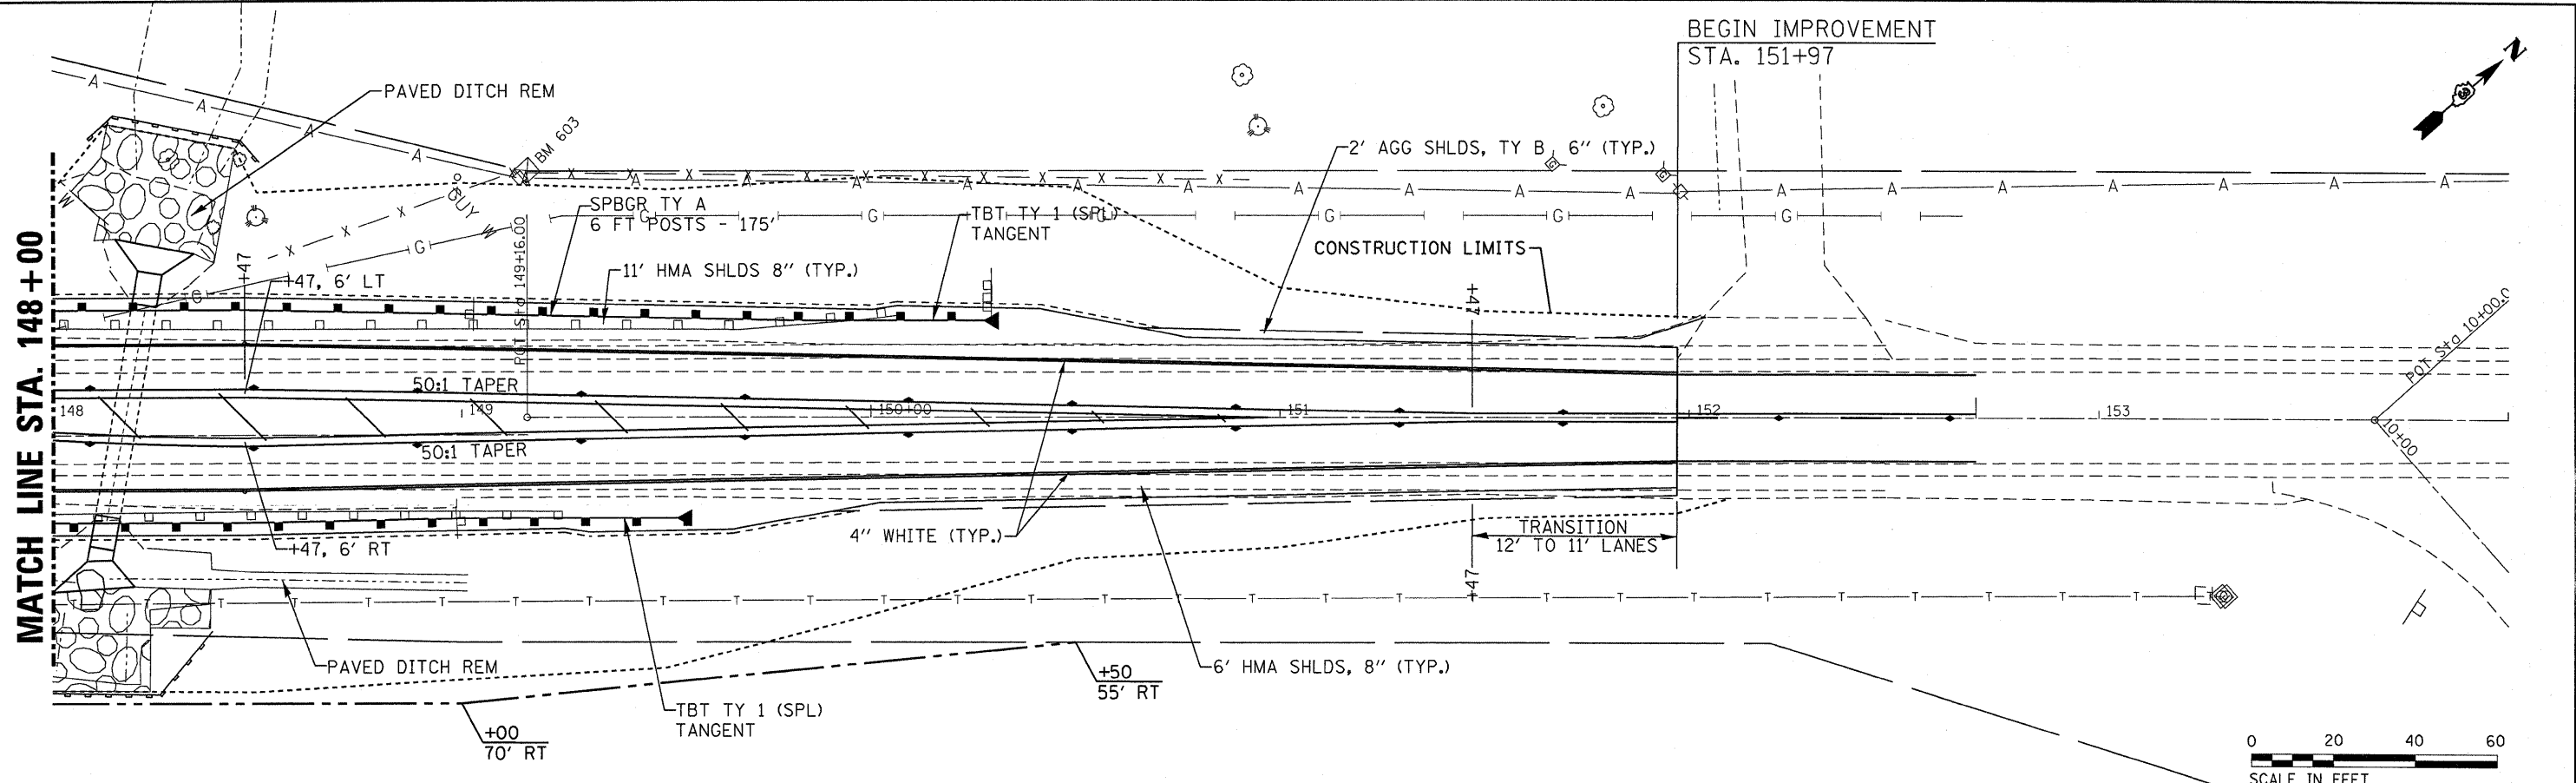 BEGIN IMPROVEMENT
STA. 151+97
N
PAVED DITCH REM
BM 603
2' AGG SHLDS, TY B, 6" (TYP.)
GUY
W
W
SPBGR TY A
6 FT POSTS - 175'
TBT TY 1 (SPL)
TANGENT
CONSTRUCTION LIMITS
MATCH LINE STA. 148+00
+47
+47, 6' LT
POT Sta 149+16.00
11' HMA SHLDS 8" (TYP.)
+47
POT Sta 10+00.0
50:1 TAPER
148
149
150+00
151
152
153
10+00
50:1 TAPER
+47, 6' RT
4" WHITE (TYP.)
TRANSITION
12' TO 11' LANES
+47
PAVED DITCH REM
6' HMA SHLDS, 8" (TYP.)
+50
55' RT
TBT TY 1 (SPL)
TANGENT
+00
70' RT
0 20 40 60
SCALE IN FEET